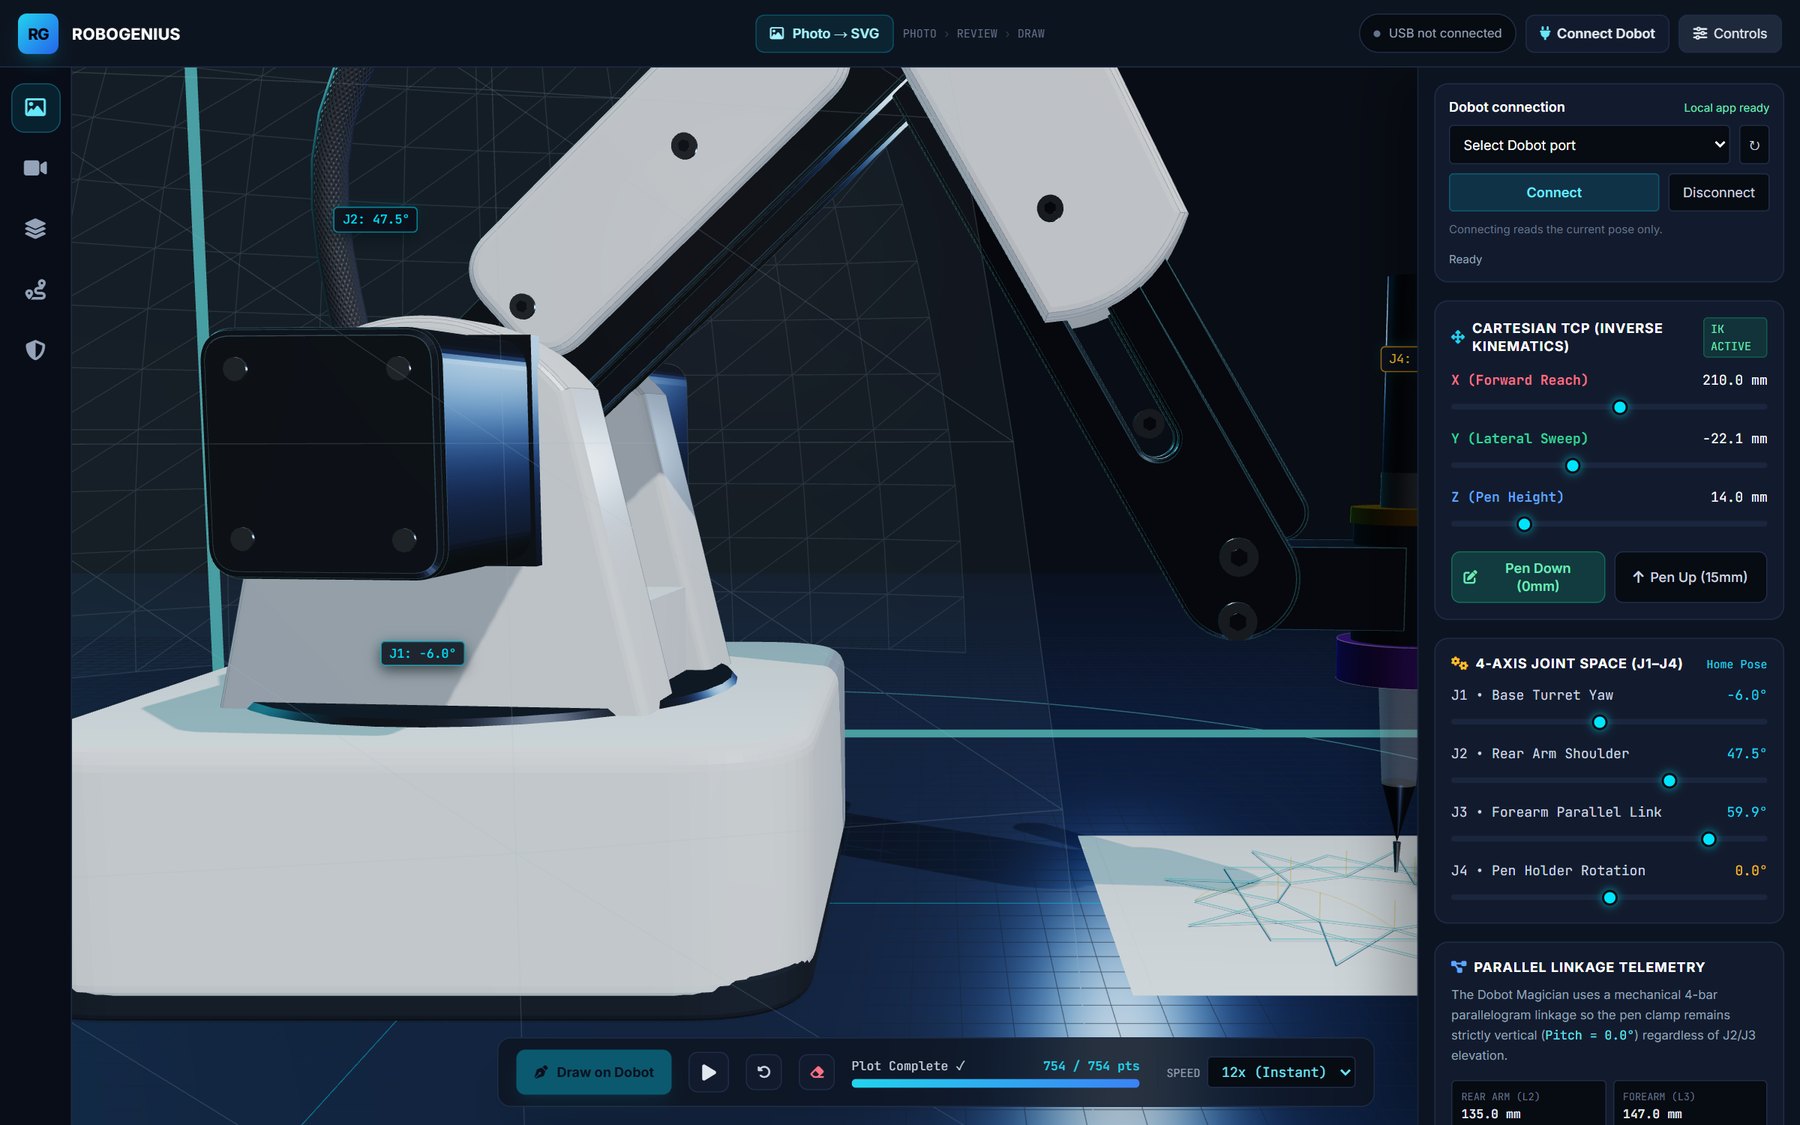 RG ROBOGENIUS
Photo → SVG
PHOTO › REVIEW › DRAW
USB not connected
Connect Dobot
Controls
J2: 47.5°
J4:
J1: -6.0°
Dobot connection
Local app ready
Select Dobot port
↻
Connect
Disconnect
Connecting reads the current pose only.
Ready
CARTESIAN TCP (INVERSE
KINEMATICS)
IK
ACTIVE
X (Forward Reach) 210.0 mm
Y (Lateral Sweep) -22.1 mm
Z (Pen Height) 14.0 mm
Pen Down
(0mm)
↑ Pen Up (15mm)
4-AXIS JOINT SPACE (J1–J4)
Home Pose
J1 • Base Turret Yaw -6.0°
J2 • Rear Arm Shoulder 47.5°
J3 • Forearm Parallel Link 59.9°
J4 • Pen Holder Rotation 0.0°
PARALLEL LINKAGE TELEMETRY
The Dobot Magician uses a mechanical 4-bar
parallelogram linkage so the pen clamp remains
strictly vertical (Pitch = 0.0°) regardless of J2/J3
elevation.
REAR ARM (L2)
135.0 mm
FOREARM (L3)
147.0 mm
Draw on Dobot
Plot Complete ✓
754 / 754 pts
SPEED
12x (Instant)